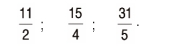 11/2 ; 15/4 ; 31/5 .